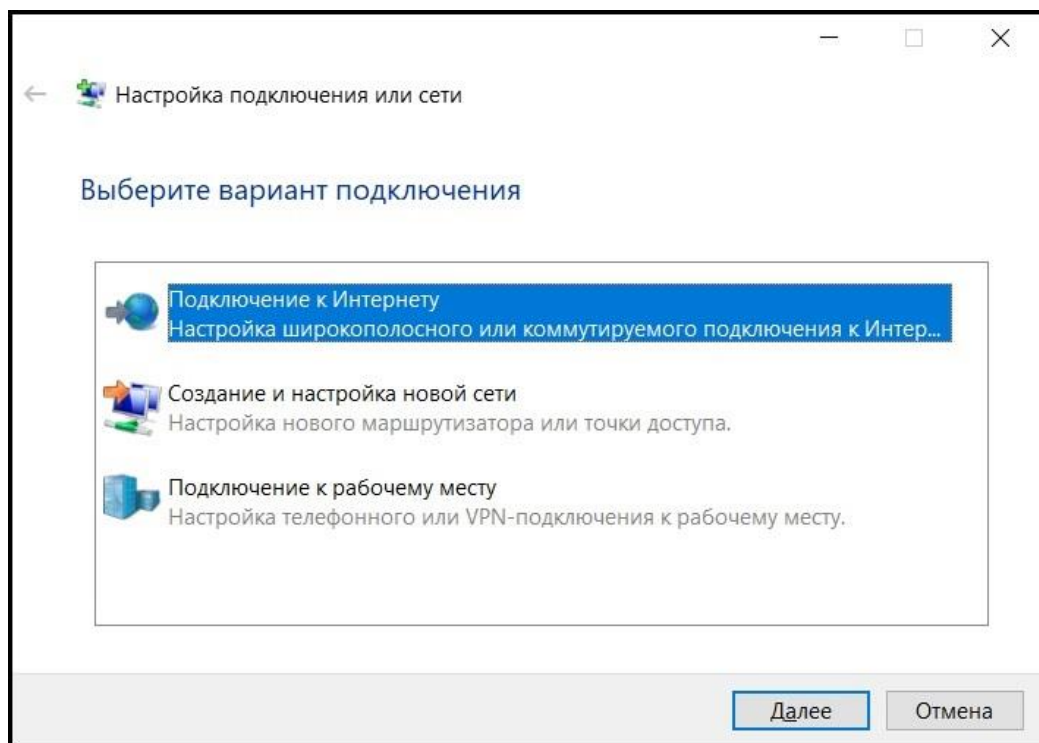 Настройка подключения или сети
Выберите вариант подключения
Подключение к Интернету
Настройка широкополосного или коммутируемого подключения к Интер...
Создание и настройка новой сети
Настройка нового маршрутизатора или точки доступа.
Подключение к рабочему месту
Настройка телефонного или VPN-подключения к рабочему месту.
Далее
Отмена